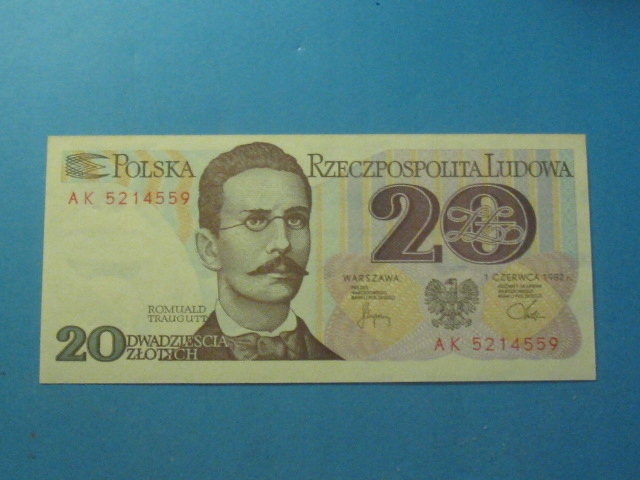 POLSKA RZECZPOSPOLITA LUDOWA
AK 5214559
20
WARSZAWA
1 CZERWCA 1982 r.
ROMUALD
TRAUGUTT
20 DWADZIEŚCIA
ZŁOTYCH
AK 5214559